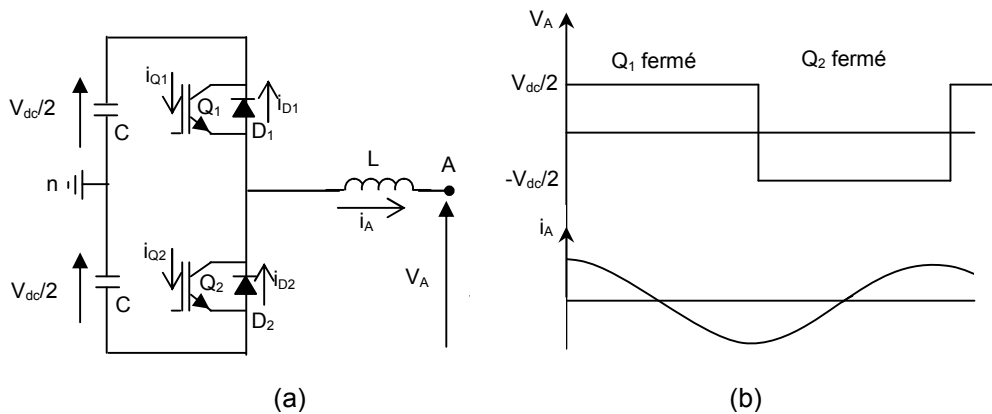 V_A
i_Q1
Q_1 fermé
Q_2 fermé
V_dc/2
Q_1
i_D1
V_dc/2
C
D_1
L
A
n
-V_dc/2
i_A
i_A
i_Q2
Q_2
i_D2
V_A
V_dc/2
C
D_2
(a)
(b)